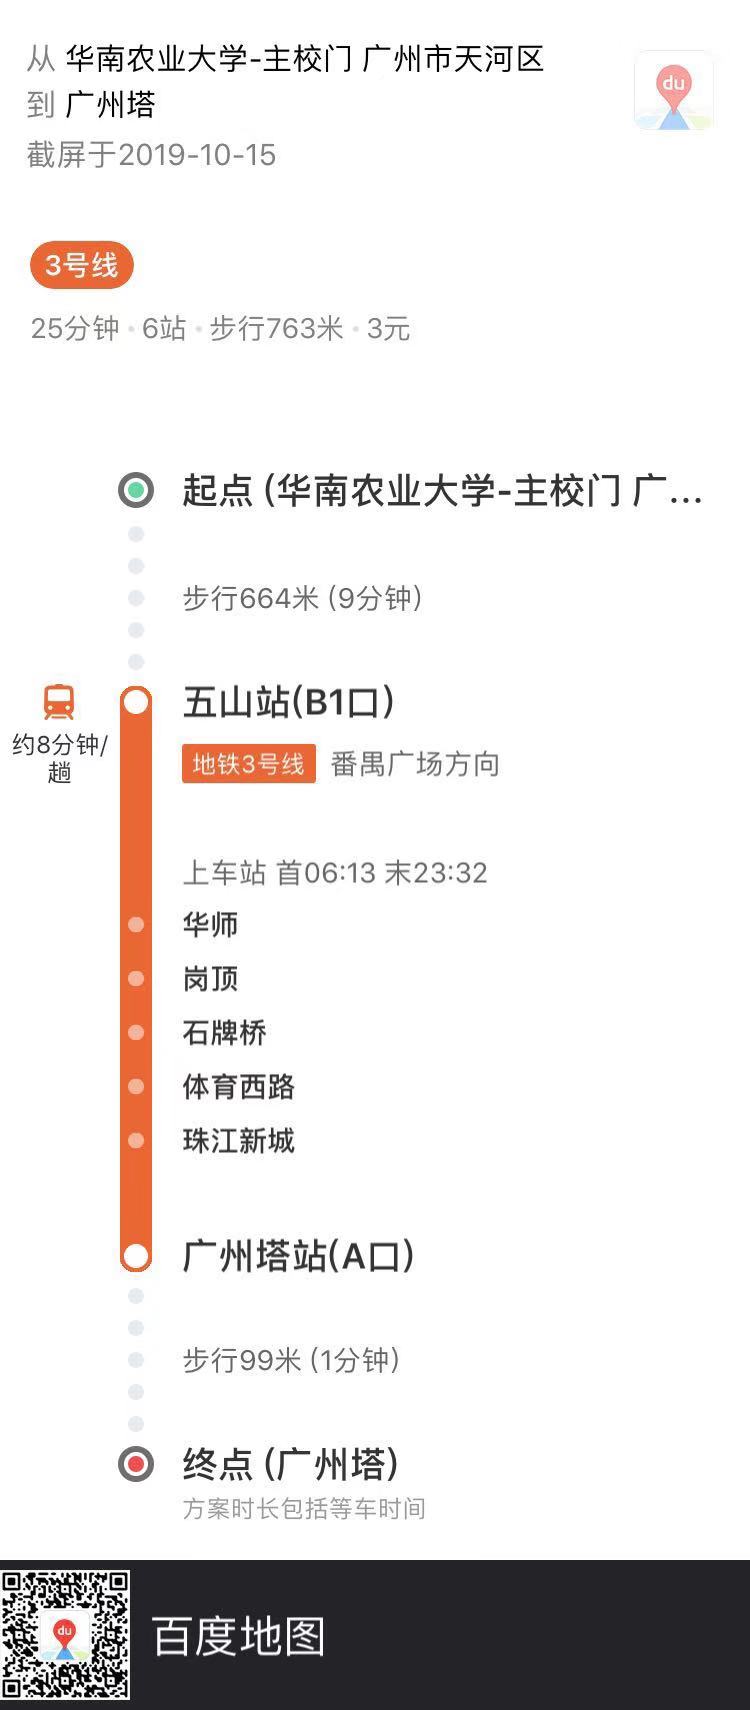 从 华南农业大学-主校门 广州市天河区
到 广州塔
截屏于2019-10-15
du
3号线
25分钟·6站·步行763米·3元
起点 (华南农业大学-主校门 广...
步行664米 (9分钟)
五山站(B1口)
约8分钟/
趟
地铁3号线 番禺广场方向
上车站 首06:13 末23:32
华师
岗顶
石牌桥
体育西路
珠江新城
广州塔站(A口)
步行99米 (1分钟)
终点 (广州塔)
方案时长包括等车时间
du
百度地图